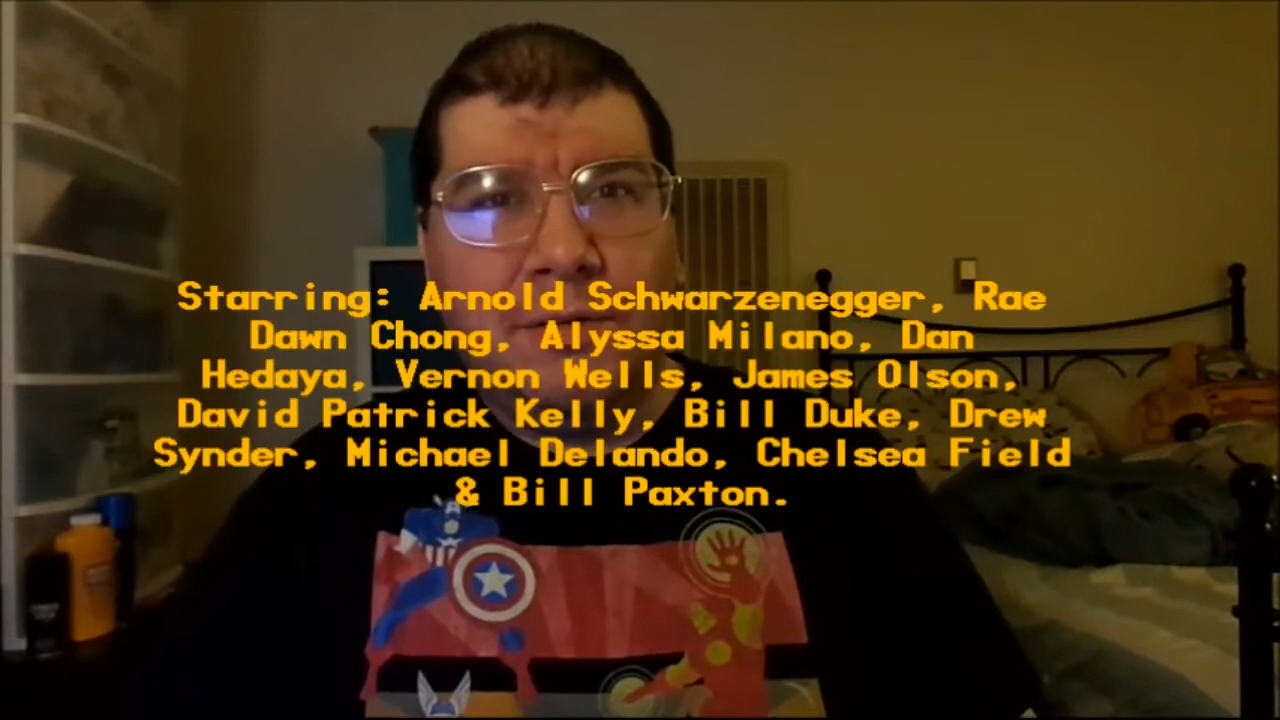 Starring: Arnold Schwarzenegger, Rae
Dawn Chong, Alyssa Milano, Dan
Hedaya, Vernon Wells, James Olson,
David Patrick Kelly, Bill Duke, Drew
Synder, Michael Delando, Chelsea Field
& Bill Paxton.